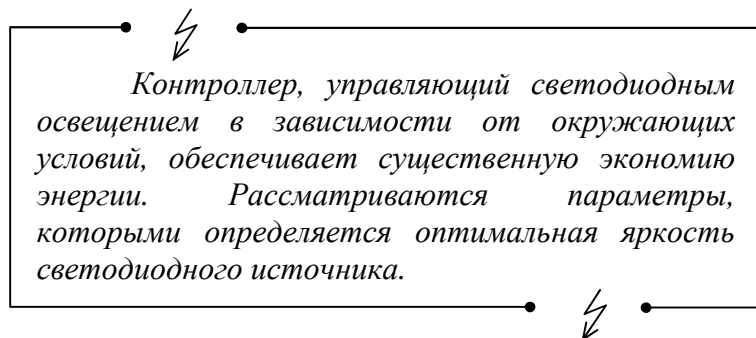 Контроллер, управляющий светодиодным
освещением в зависимости от окружающих
условий, обеспечивает существенную экономию
энергии. Рассматриваются параметры,
которыми определяется оптимальная яркость
светодиодного источника.